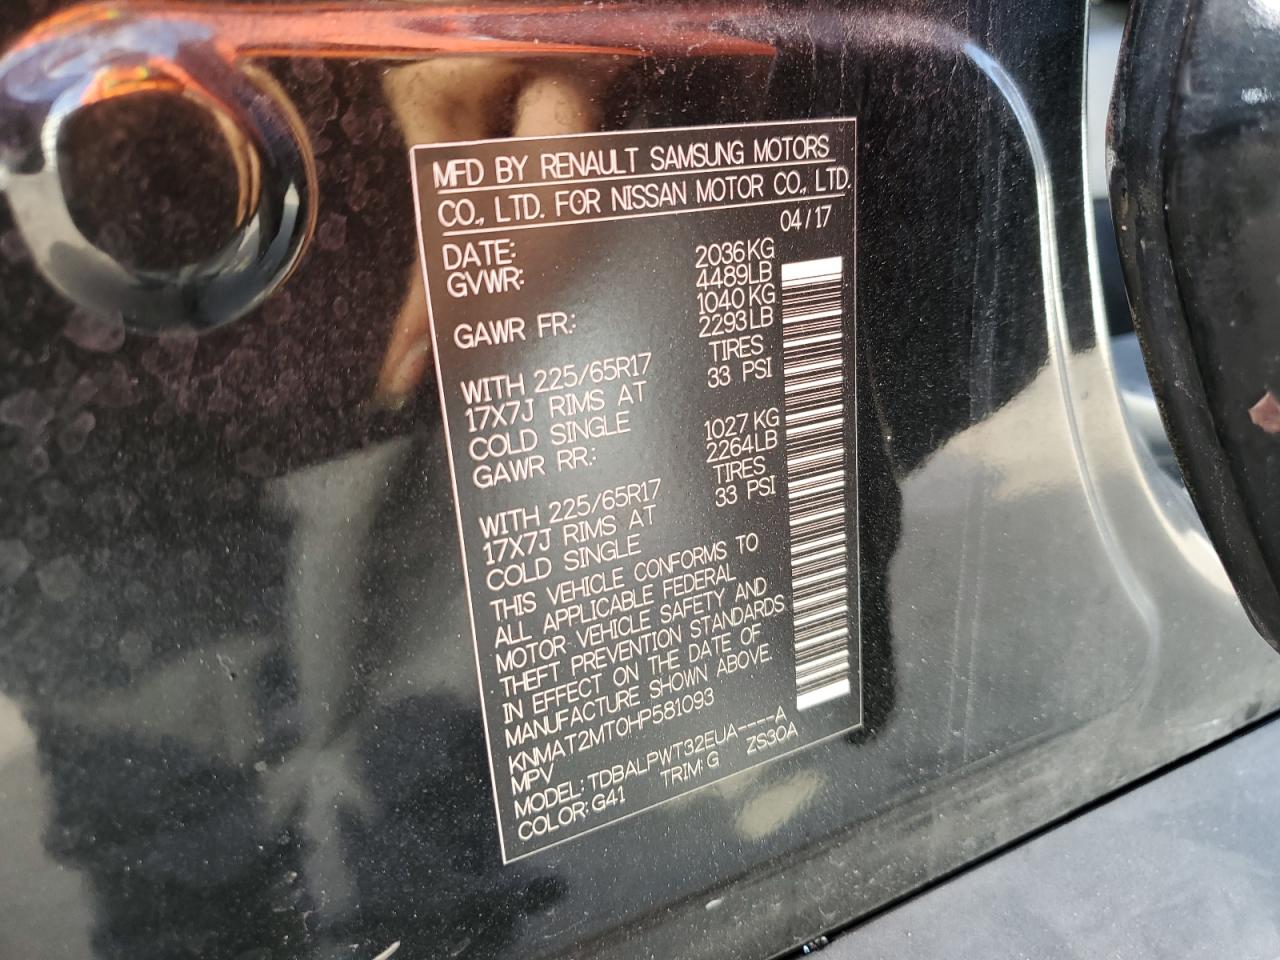 MFD BY RENAULT SAMSUNG MOTORS
CO., LTD. FOR NISSAN MOTOR CO., LTD.
DATE: 04/17
GVWR: 2036KG
4489LB
GAWR FR.: 1040KG
2293LB
WITH 225/65R17 TIRES
17X7J RIMS AT 33 PSI
COLD SINGLE
GAWR RR.: 1027KG
2264LB
WITH 225/65R17 TIRES
17X7J RIMS AT 33 PSI
COLD SINGLE
THIS VEHICLE CONFORMS TO
ALL APPLICABLE FEDERAL
MOTOR VEHICLE SAFETY AND
THEFT PREVENTION STANDARDS
IN EFFECT ON THE DATE OF
MANUFACTURE SHOWN ABOVE.
KNMAT2MT0HP581093
MPV
MODEL: TDBALPWT32EUA----A
COLOR: G41 TRIM: G ZS30A